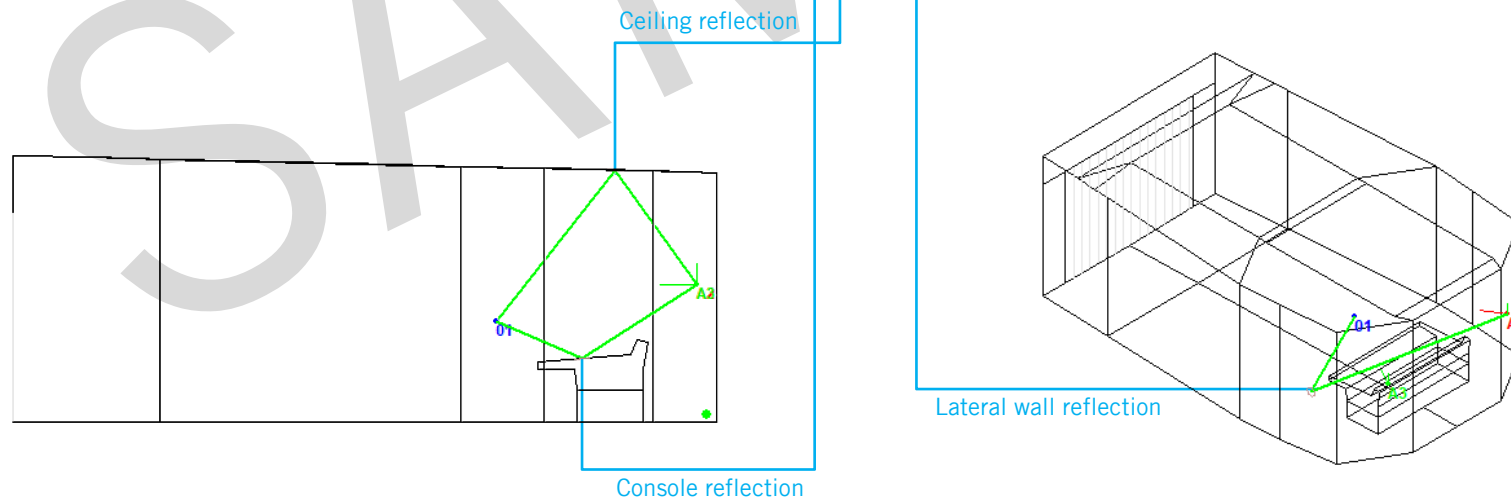 Ceiling reflection
A2
01
Console reflection
01
A3
Lateral wall reflection